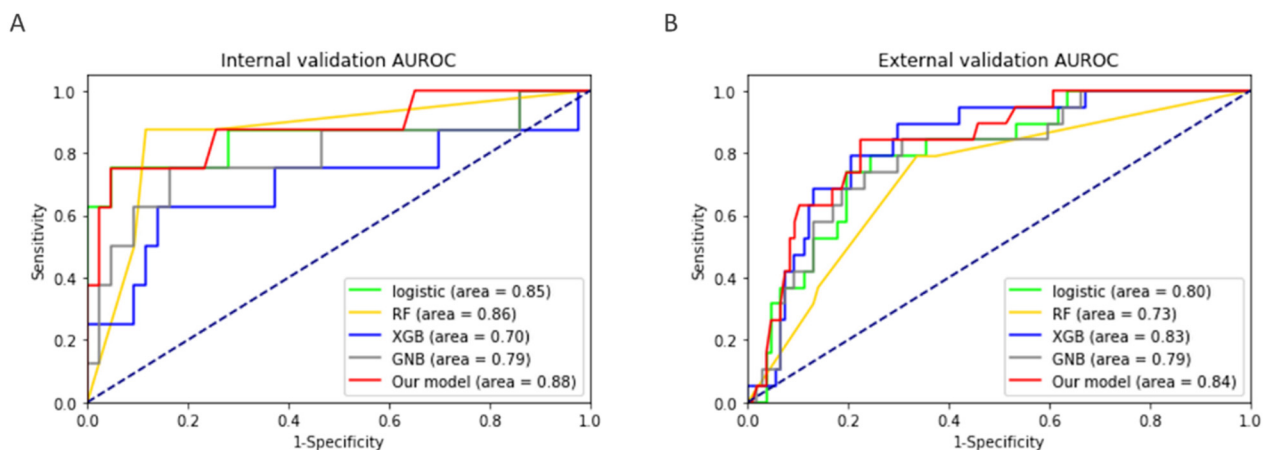 A
Internal validation AUROC
1.0
0.8
0.6
0.4
0.2
0.0
Sensitivity
logistic (area = 0.85)
RF (area = 0.86)
XGB (area = 0.70)
GNB (area = 0.79)
Our model (area = 0.88)
0.0 0.2 0.4 0.6 0.8 1.0
1-Specificity
B
External validation AUROC
1.0
0.8
0.6
0.4
0.2
0.0
Sensitivity
logistic (area = 0.80)
RF (area = 0.73)
XGB (area = 0.83)
GNB (area = 0.79)
Our model (area = 0.84)
0.0 0.2 0.4 0.6 0.8 1.0
1-Specificity